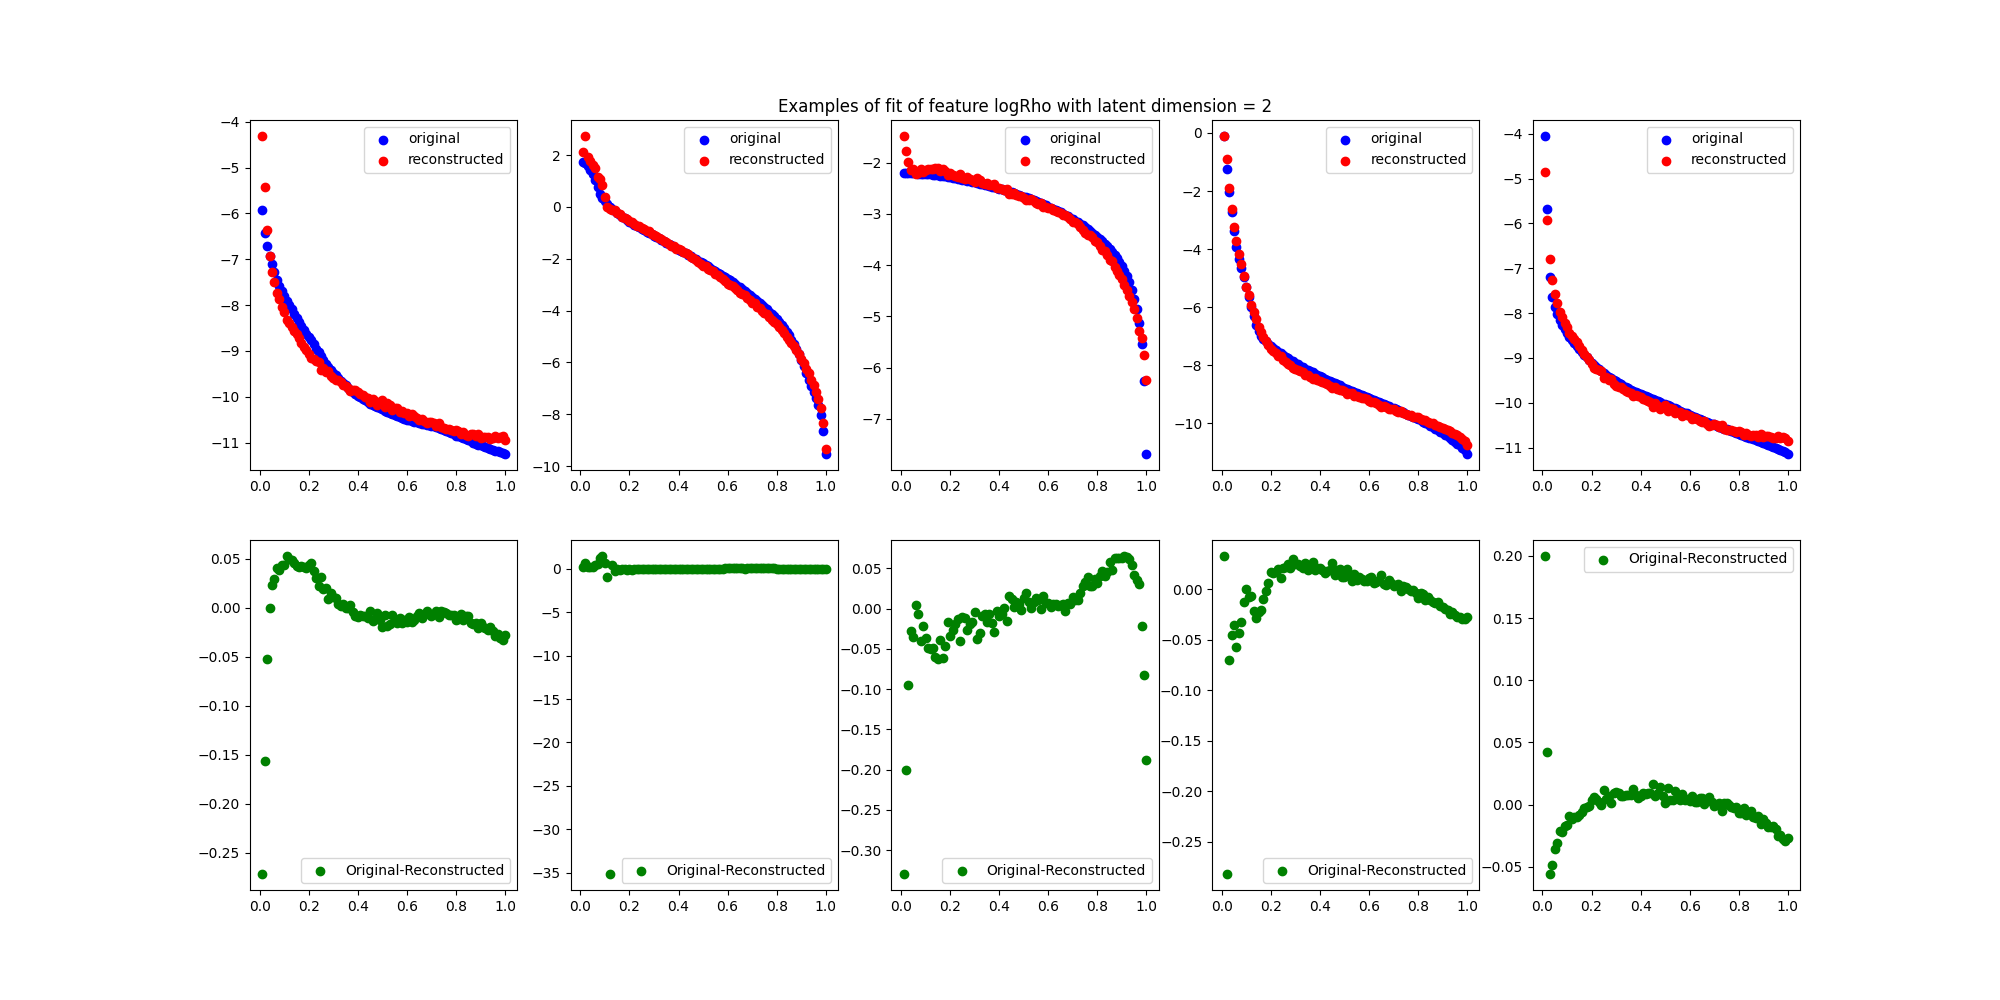 Examples of fit of feature logRho with latent dimension = 2
original
reconstructed
−4
−5
−6
−7
−8
−9
−10
−11
0.0 0.2 0.4 0.6 0.8 1.0
original
reconstructed
2
0
−2
−4
−6
−8
−10
0.0 0.2 0.4 0.6 0.8 1.0
original
reconstructed
−2
−3
−4
−5
−6
−7
0.0 0.2 0.4 0.6 0.8 1.0
original
reconstructed
0
−2
−4
−6
−8
−10
0.0 0.2 0.4 0.6 0.8 1.0
original
reconstructed
−4
−5
−6
−7
−8
−9
−10
−11
0.0 0.2 0.4 0.6 0.8 1.0
0.05
0.00
−0.05
−0.10
−0.15
−0.20
−0.25
Original-Reconstructed
0.0 0.2 0.4 0.6 0.8 1.0
0
−5
−10
−15
−20
−25
−30
−35
Original-Reconstructed
0.0 0.2 0.4 0.6 0.8 1.0
0.05
0.00
−0.05
−0.10
−0.15
−0.20
−0.25
−0.30
Original-Reconstructed
0.0 0.2 0.4 0.6 0.8 1.0
0.00
−0.05
−0.10
−0.15
−0.20
−0.25
Original-Reconstructed
0.0 0.2 0.4 0.6 0.8 1.0
Original-Reconstructed
0.20
0.15
0.10
0.05
0.00
−0.05
0.0 0.2 0.4 0.6 0.8 1.0